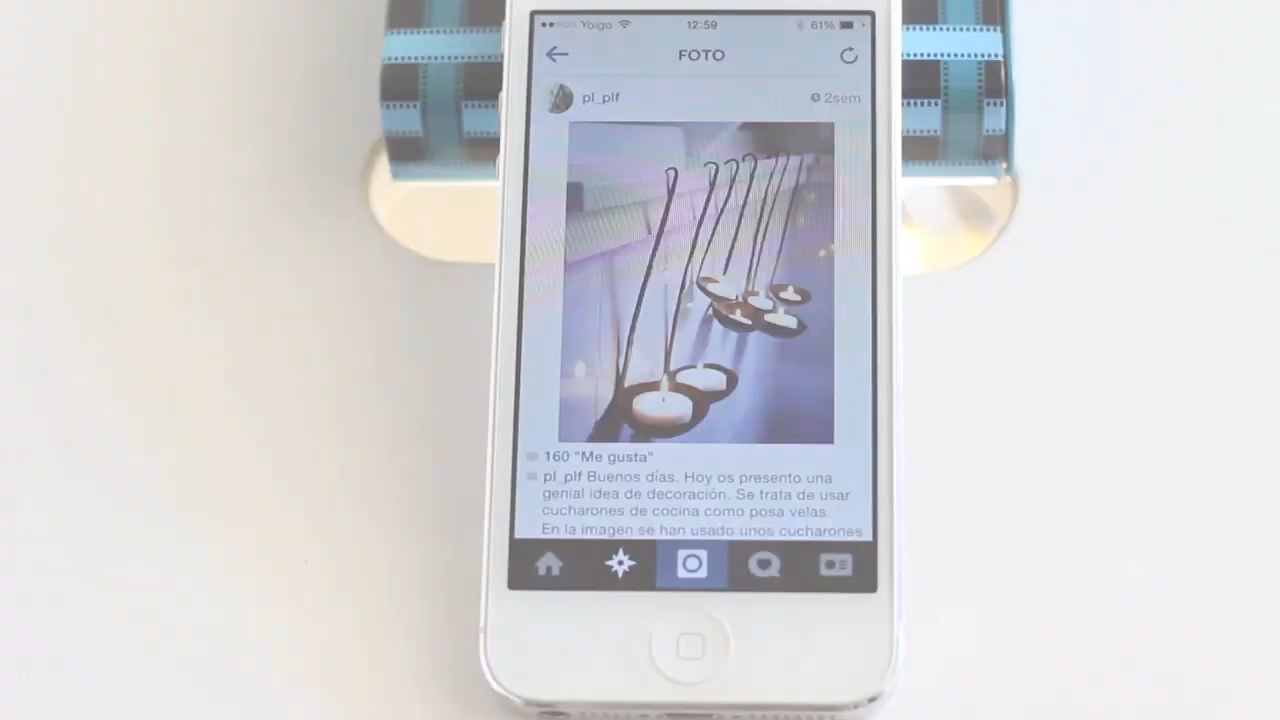 Yoigo 12:59 61%
FOTO
pl_plf 2sem
160 "Me gusta"
pl_plf Buenos días. Hoy os presento una
genial idea de decoración. Se trata de usar
cucharones de cocina como posa velas.
En la imagen se han usado unos cucharones